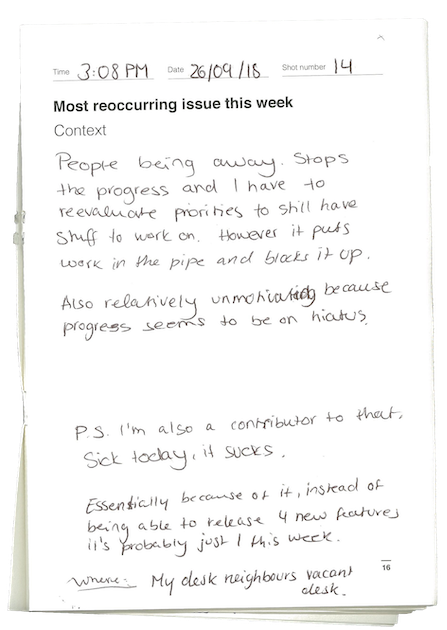 Time 3:08 PM Date 26/09/18 Shot number 14
Most reoccurring issue this week
Context
People being away. Stops
the progress and I have to
reevaluate priorities to still have
stuff to work on. However it puts
work in the pipe and blocks it up.
Also relatively unmotivating because
progress seems to be on hiatus.
P.S. I'm also a contributor to that.
Sick today, it sucks.
Essentially because of it, instead of
being able to release 4 new features
it's probably just 1 this week.
16
Where: My desk neighbours vacant
desk.